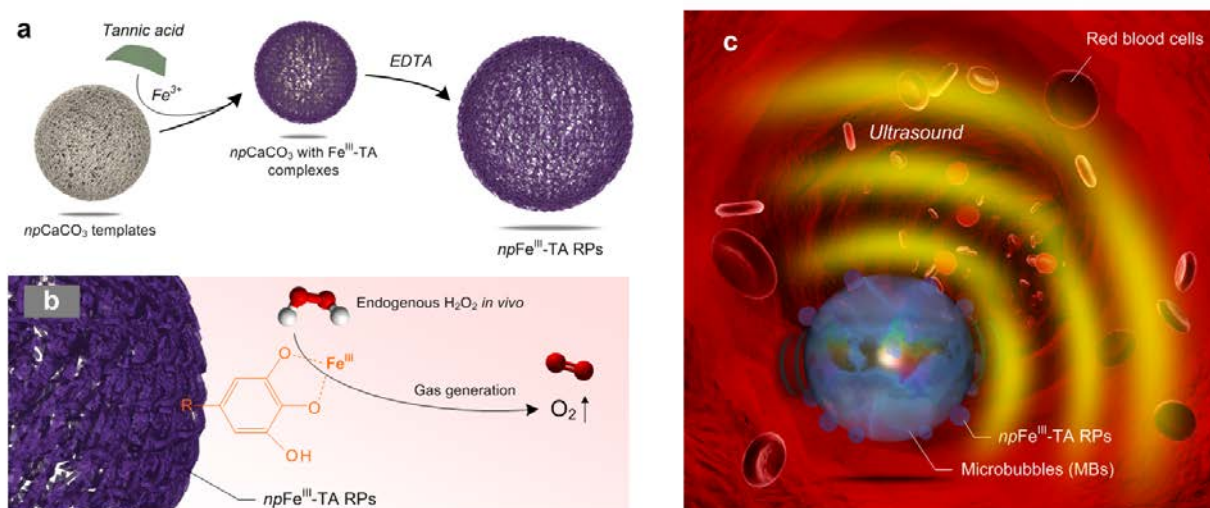 a
Tannic acid
Fe³⁺
EDTA
npCaCO₃ templates
npCaCO₃ with Feᴵᴵᴵ-TA
complexes
npFeᴵᴵᴵ-TA RPs
b
Endogenous H₂O₂ in vivo
O
Feᴵᴵᴵ
Gas generation
O₂ ↑
R
O
OH
npFeᴵᴵᴵ-TA RPs
c
Red blood cells
Ultrasound
npFeᴵᴵᴵ-TA RPs
Microbubbles (MBs)